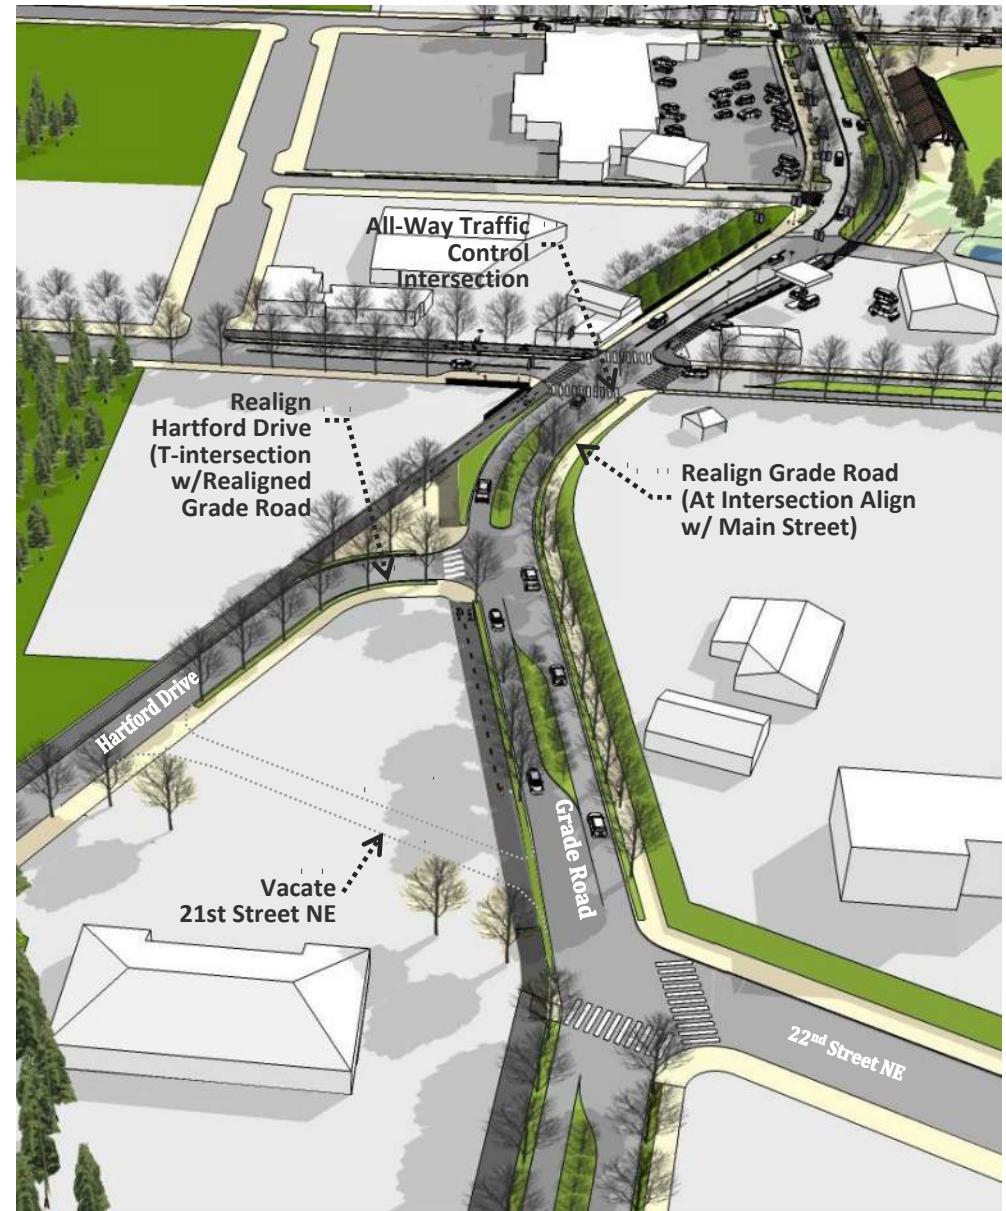 All-Way Traffic
Control
Intersection
Realign
Hartford Drive
(T-intersection
w/Realigned
Grade Road
Realign Grade Road
(At Intersection Align
w/ Main Street)
Hartford Drive
Grade Road
Vacate
21st Street NE
22nd Street NE